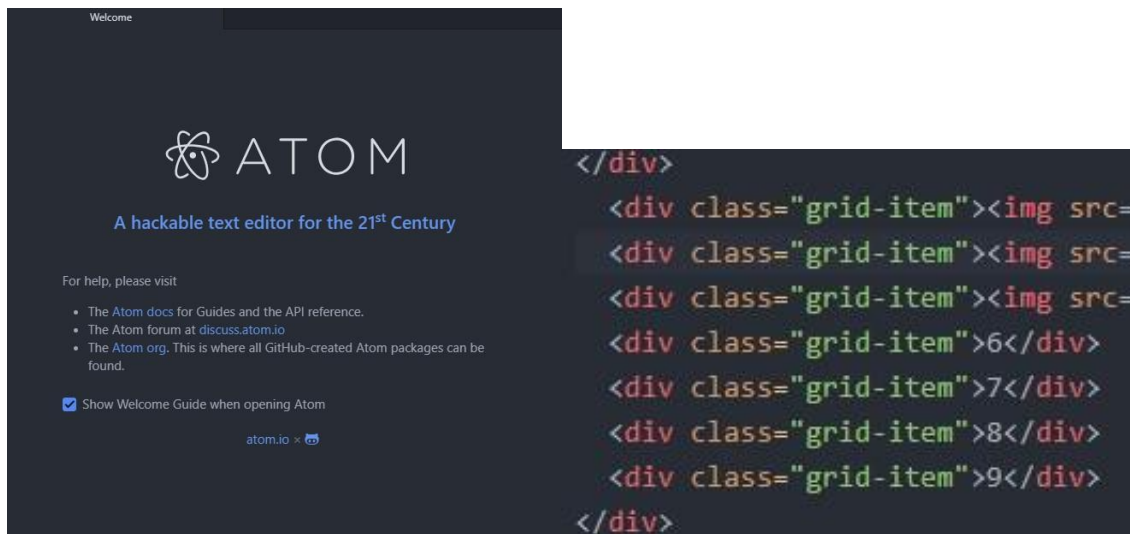 Welcome
ATOM
A hackable text editor for the 21st Century
For help, please visit
• The Atom docs for Guides and the API reference.
• The Atom forum at discuss.atom.io
• The Atom org. This is where all GitHub-created Atom packages can be
found.
Show Welcome Guide when opening Atom
atom.io ×
</div>
<div class="grid-item"><img src=
<div class="grid-item"><img src=
<div class="grid-item"><img src=
<div class="grid-item">6</div>
<div class="grid-item">7</div>
<div class="grid-item">8</div>
<div class="grid-item">9</div>
</div>